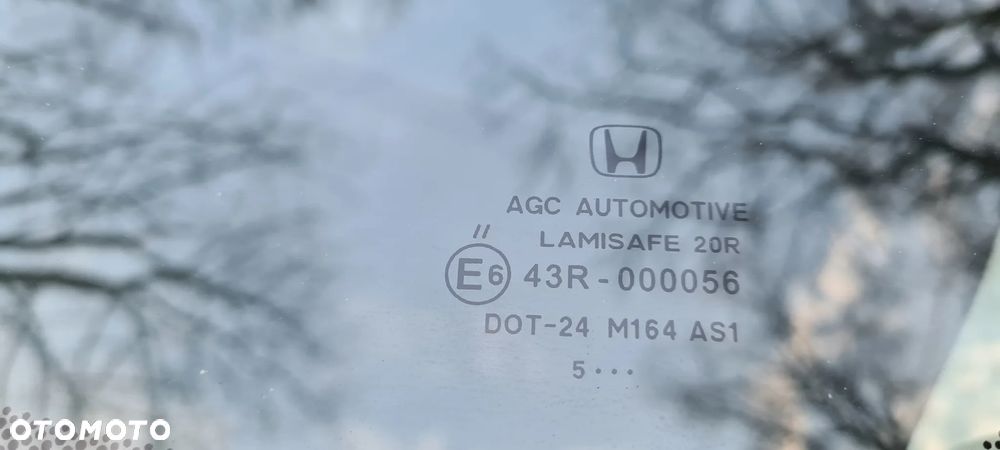 AGC AUTOMOTIVE
LAMISAFE 20R
E6 43R-000056
DOT-24 M164 AS1
5...
OTOMOTO